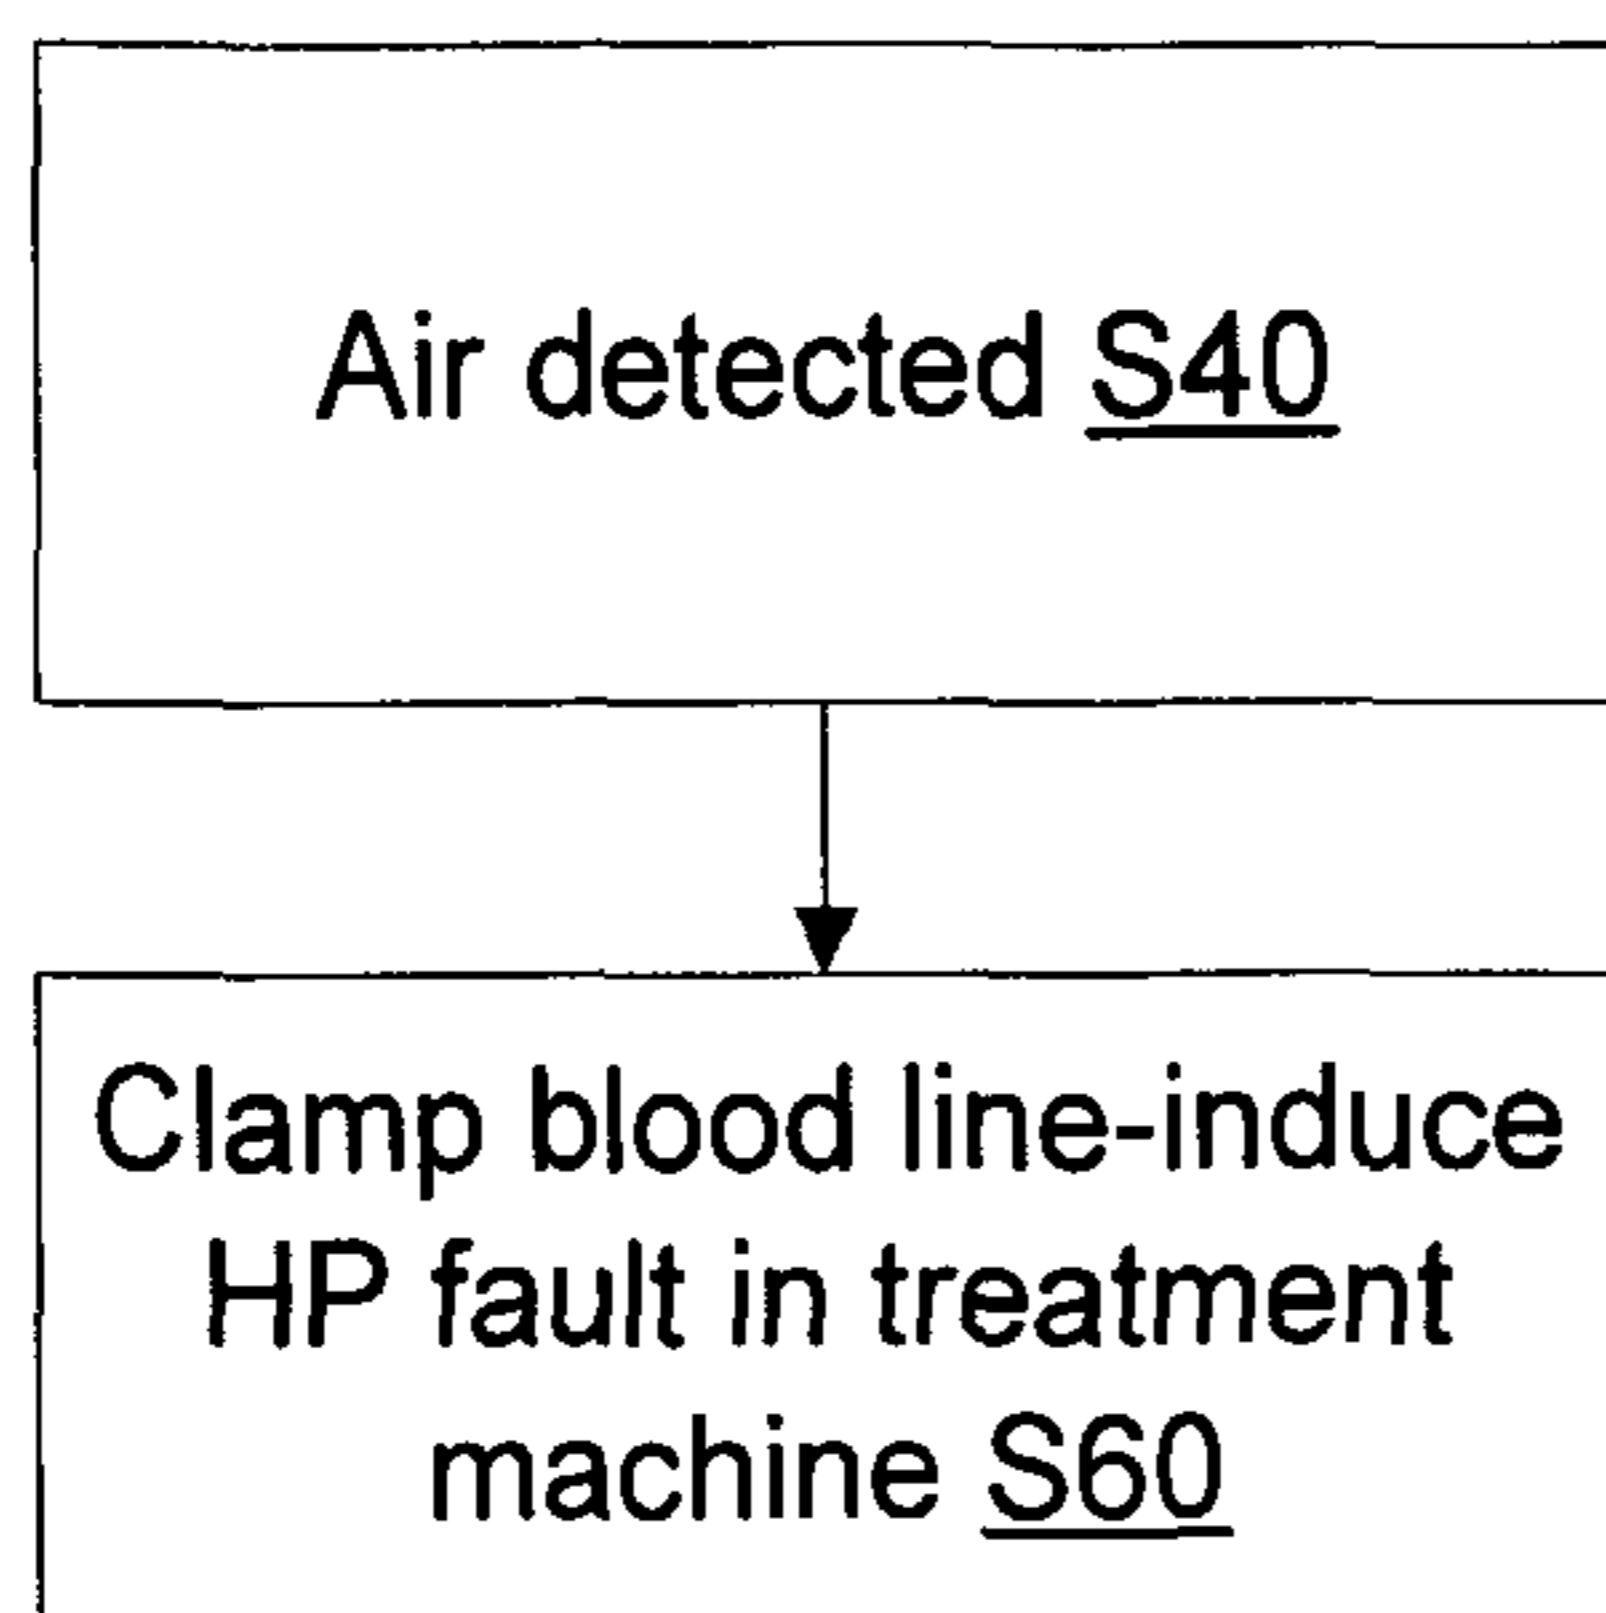 Air detected S40
Clamp blood line-induce
HP fault in treatment
machine S60